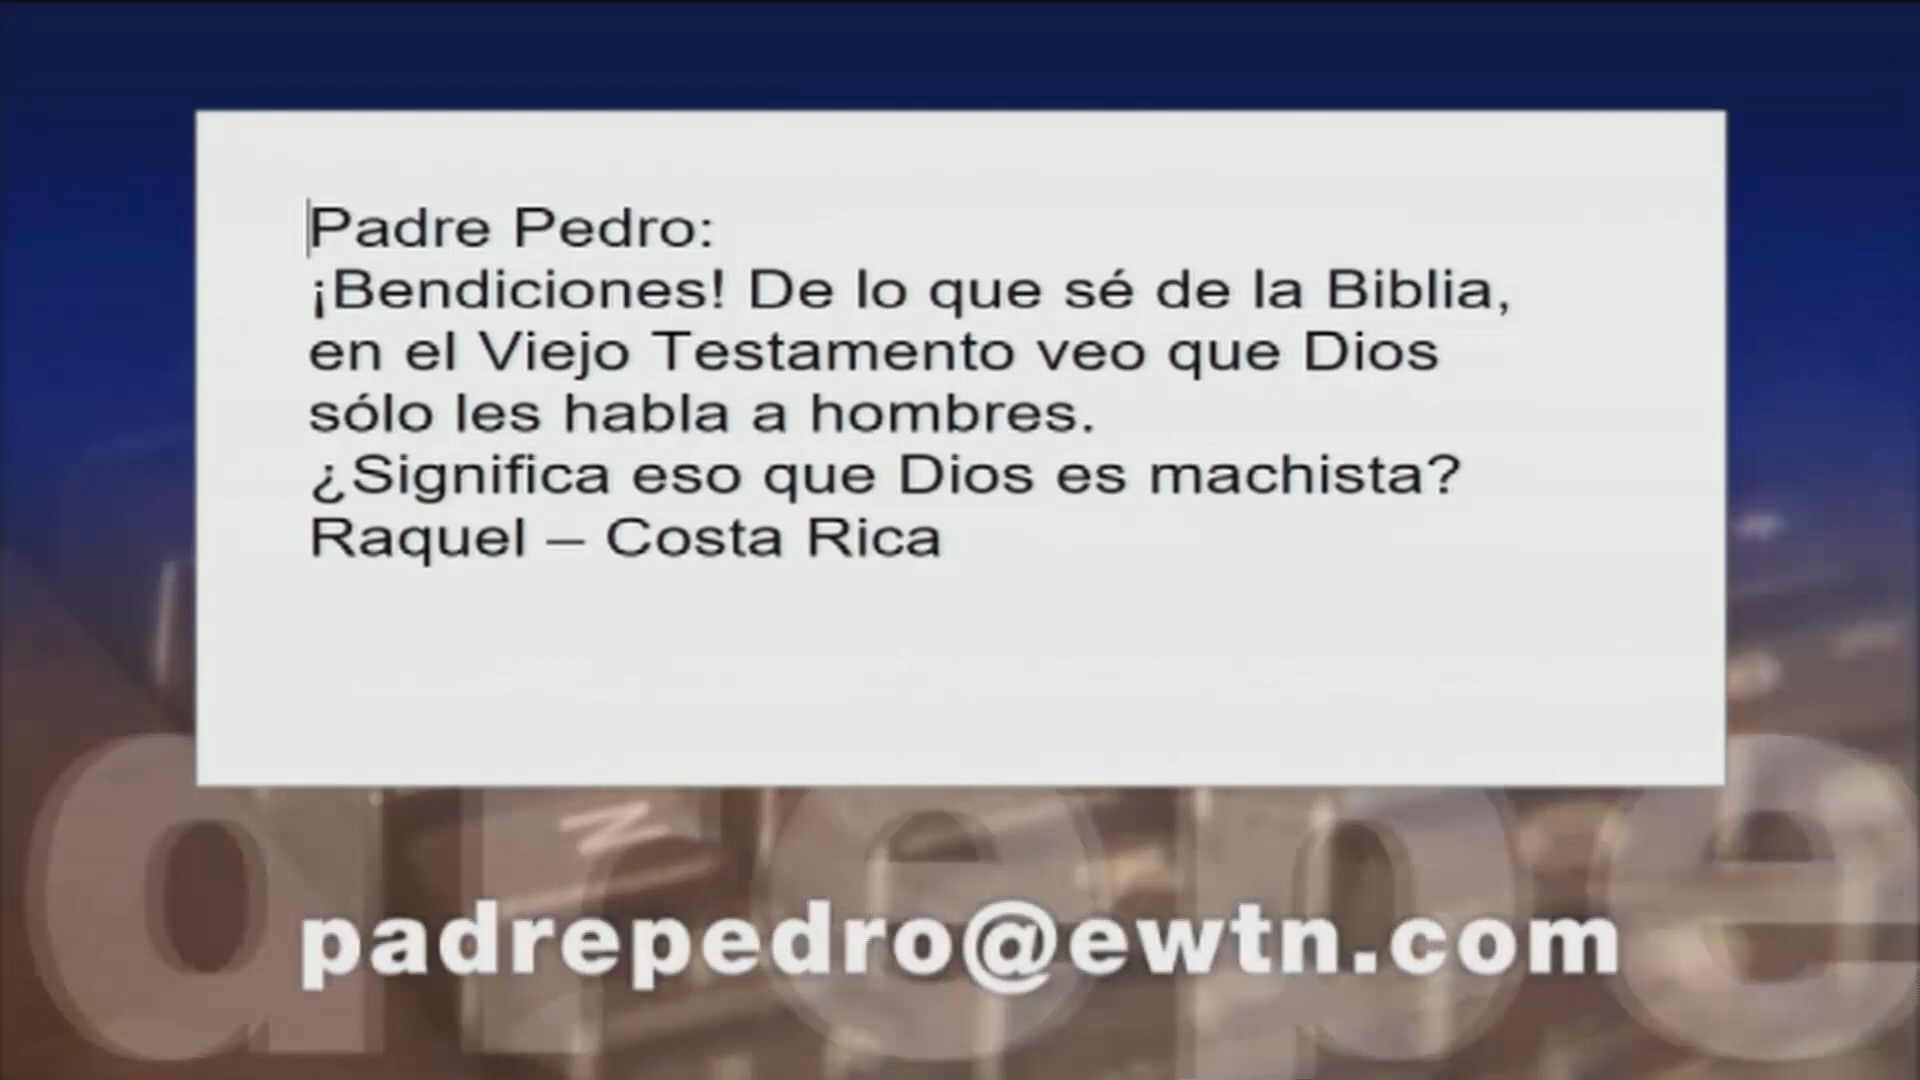 Padre Pedro:
¡Bendiciones! De lo que sé de la Biblia,
en el Viejo Testamento veo que Dios
sólo les habla a hombres.
¿Significa eso que Dios es machista?
Raquel – Costa Rica
padrepedro@ewtn.com
arepe